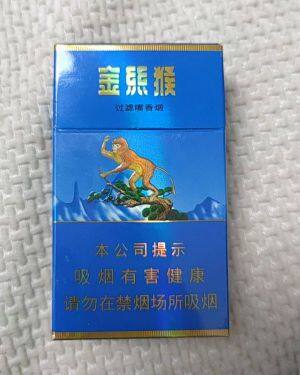 金絲猴
过滤嘴香烟
本公司提示
吸烟有害健康
请勿在禁烟场所吸烟